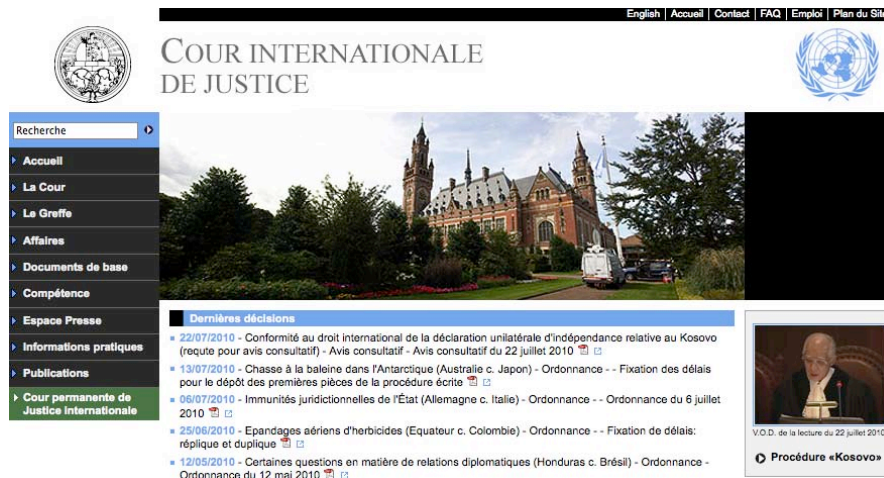 English | Accueil | Contact | FAQ | Emploi | Plan du Site
COUR INTERNATIONALE
DE JUSTICE
Recherche
Accueil
La Cour
Le Greffe
Affaires
Documents de base
Compétence
Espace Presse
Informations pratiques
Publications
Cour permanente de
Justice internationale
Dernières décisions
22/07/2010 - Conformité au droit international de la déclaration unilatérale d'indépendance relative au Kosovo
(requte pour avis consultatif) - Avis consultatif - Avis consultatif du 22 juillet 2010
13/07/2010 - Chasse à la baleine dans l'Antarctique (Australie c. Japon) - Ordonnance - - Fixation des délais
pour le dépôt des premières pièces de la procédure écrite
06/07/2010 - Immunités juridictionnelles de l'État (Allemagne c. Italie) - Ordonnance - - Ordonnance du 6 juillet
2010
25/06/2010 - Epandages aériens d'herbicides (Equateur c. Colombie) - Ordonnance - - Fixation de délais:
réplique et duplique
12/05/2010 - Certaines questions en matière de relations diplomatiques (Honduras c. Brésil) - Ordonnance -
Ordonnance du 12 mai 2010
V.O.D. de la lecture du 22 juillet 2010
Procédure «Kosovo»